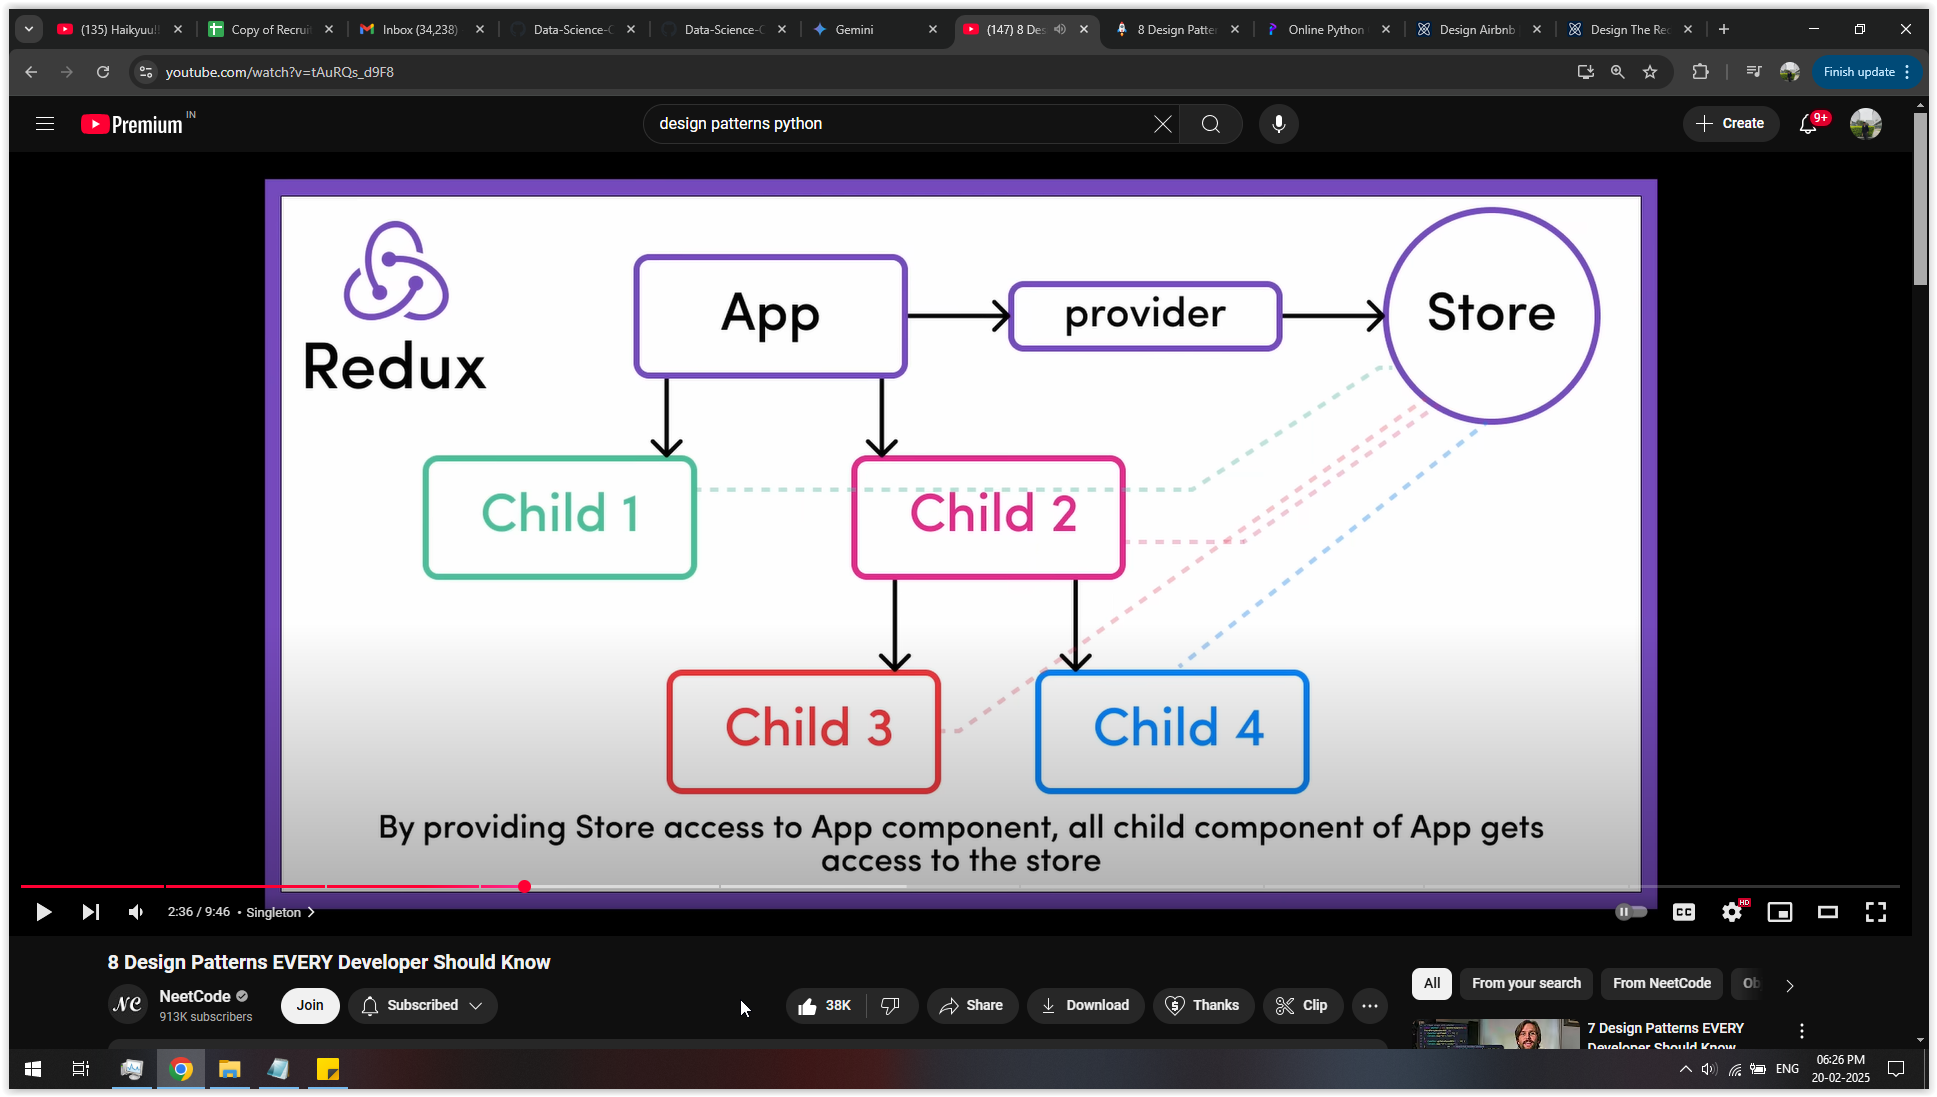 (135) Haikyuu!!
Copy of Recruit
Inbox (34,238)
Data-Science-C
Data-Science-C
Gemini
(147) 8 Des
8 Design Patter
Online Python
Design Airbnb
Design The Red
youtube.com/watch?v=tAuRQs_d9F8
Finish update
Premium IN
design patterns python
Create
9+
Redux
App
provider
Store
Child 1
Child 2
Child 3
Child 4
By providing Store access to App component, all child component of App gets
access to the store
2:36 / 9:46 • Singleton
CC
HD
8 Design Patterns EVERY Developer Should Know
NC
NeetCode
913K subscribers
Join
Subscribed
38K
Share
Download
Thanks
Clip
All
From your search
From NeetCode
Ob
7 Design Patterns EVERY
Developer Should Know
ENG
06:26 PM
20-02-2025